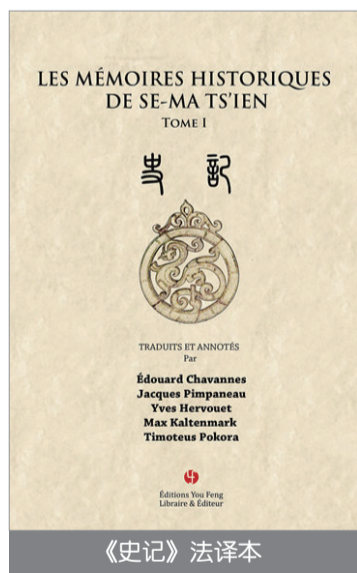 LES MÉMOIRES HISTORIQUES
DE SE-MA TS'IEN
TOME I
史記
TRADUITS ET ANNOTÉS
Par
Édouard Chavannes
Jacques Pimpaneau
Yves Hervouet
Max Kaltenmark
Timoteus Pokora
Éditions You Feng
Libraire & Éditeur
《史记》法译本